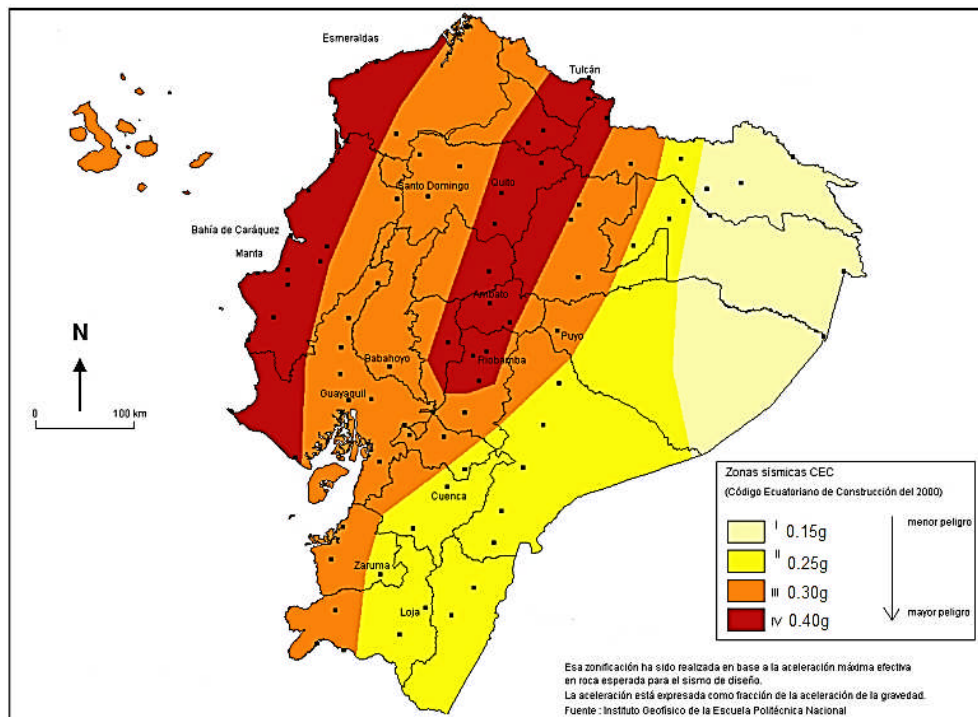 Esmeraldas
Tulcán
Santo Domingo
Quito
Bahía de Caráquez
Manta
Ambato
N
Puyo
Babahoyo
Riobamba
Guayaquil
0 100 km
Cuenca
Zaruma
Loja
Zonas sísmicas CEC
(Código Ecuatoriano de Construcción del 2000)
I 0.15g
menor peligro
II 0.25g
III 0.30g
IV 0.40g
mayor peligro
Esa zonificación ha sido realizada en base a la aceleración máxima efectiva
en roca esperada para el sismo de diseño.
La aceleración está expresada como fracción de la aceleración de la gravedad.
Fuente : Instituto Geofísico de la Escuela Politécnica Nacional